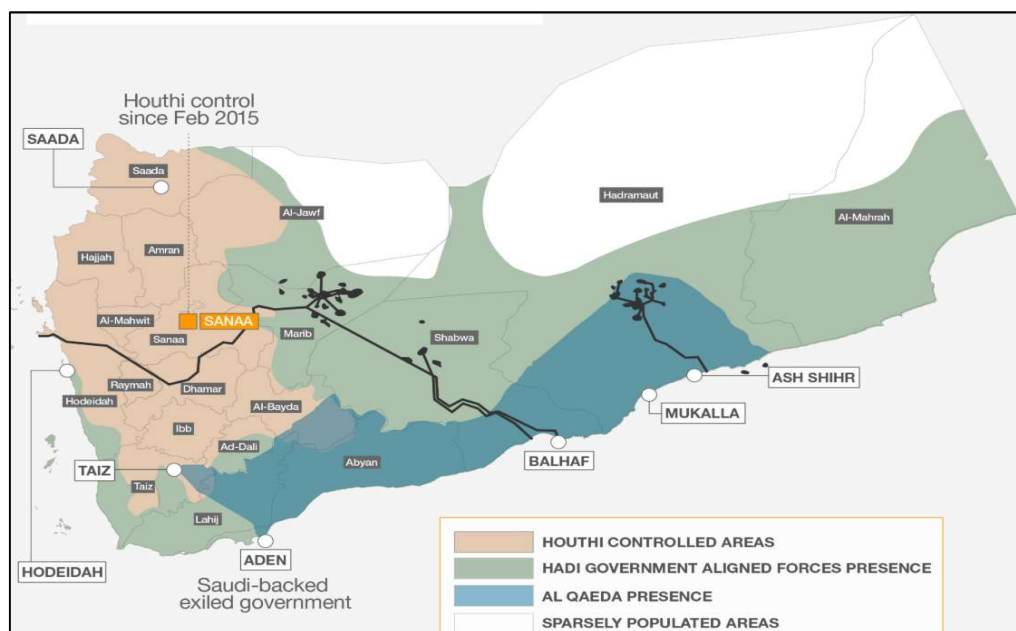 Houthi control
since Feb 2015
SAADA
Saada
Hadramaut
Al-Jawf
Al-Mahrah
Amran
Hajjah
Al-Mahwit
SANAA
Sanaa
Marib
Shabwa
Raymah
Dhamar
Hodeidah
Al-Bayda
ASH SHIHR
MUKALLA
Ibb
Ad-Dali
BALHAF
TAIZ
Abyan
Taiz
Lahij
HODEIDAH
ADEN
Saudi-backed
exiled government
HOUTHI CONTROLLED AREAS
HADI GOVERNMENT ALIGNED FORCES PRESENCE
AL QAEDA PRESENCE
SPARSELY POPULATED AREAS